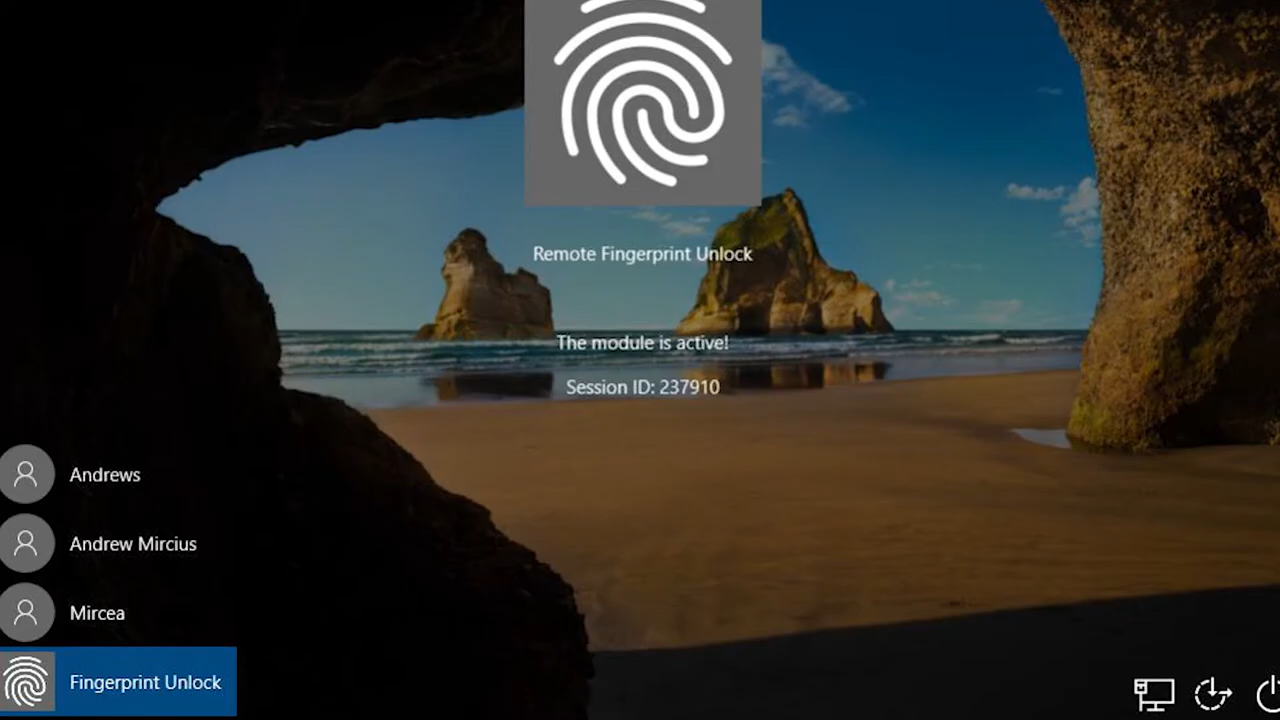 Remote Fingerprint Unlock
The module is active!
Session ID: 237910
Andrews
Andrew Mircius
Mircea
Fingerprint Unlock